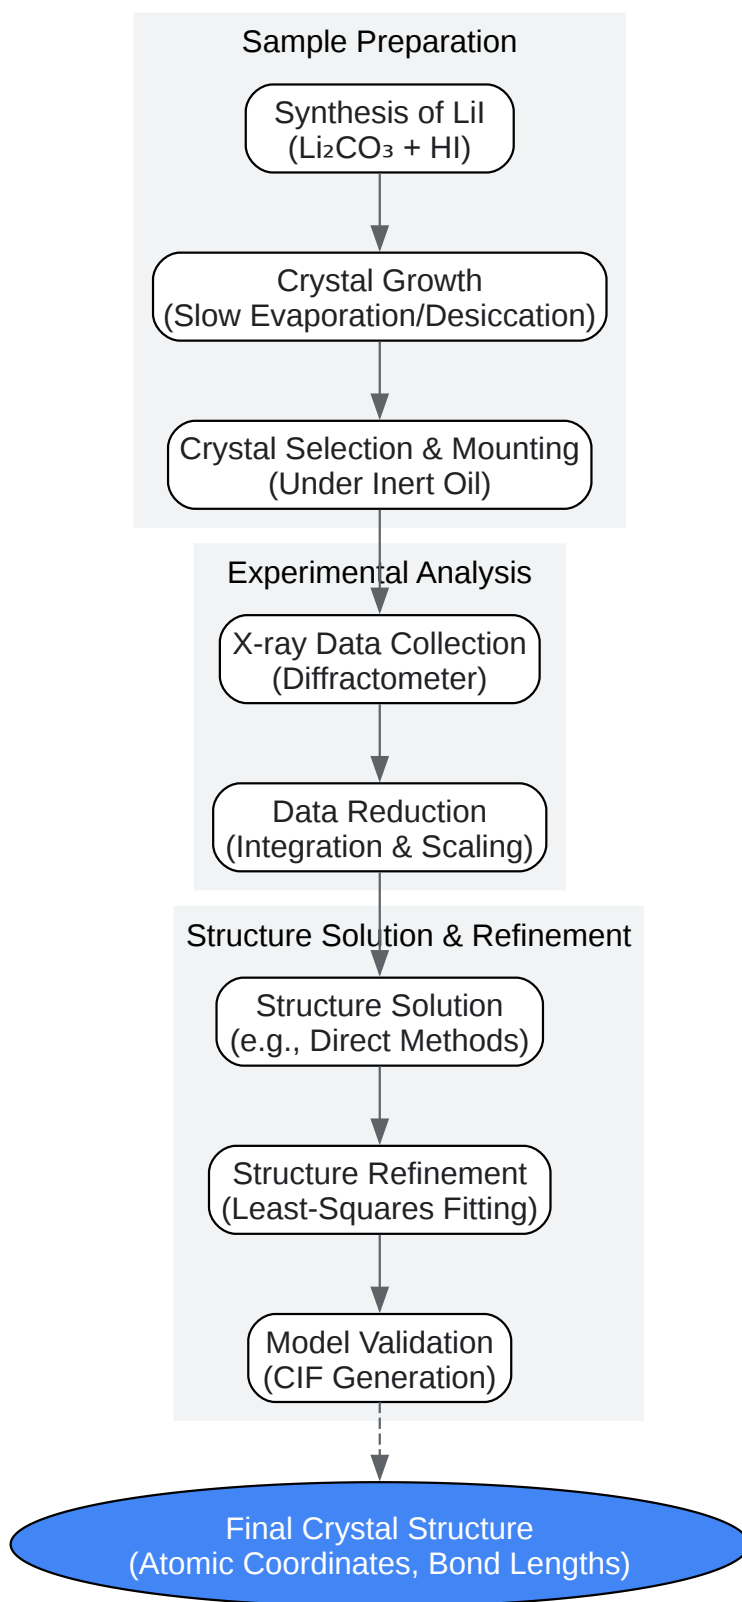 Sample Preparation
Synthesis of LiI
(Li₂CO₃ + HI)
Crystal Growth
(Slow Evaporation/Desiccation)
Crystal Selection & Mounting
(Under Inert Oil)
Experimental Analysis
X-ray Data Collection
(Diffractometer)
Data Reduction
(Integration & Scaling)
Structure Solution & Refinement
Structure Solution
(e.g., Direct Methods)
Structure Refinement
(Least-Squares Fitting)
Model Validation
(CIF Generation)
Final Crystal Structure
(Atomic Coordinates, Bond Lengths)